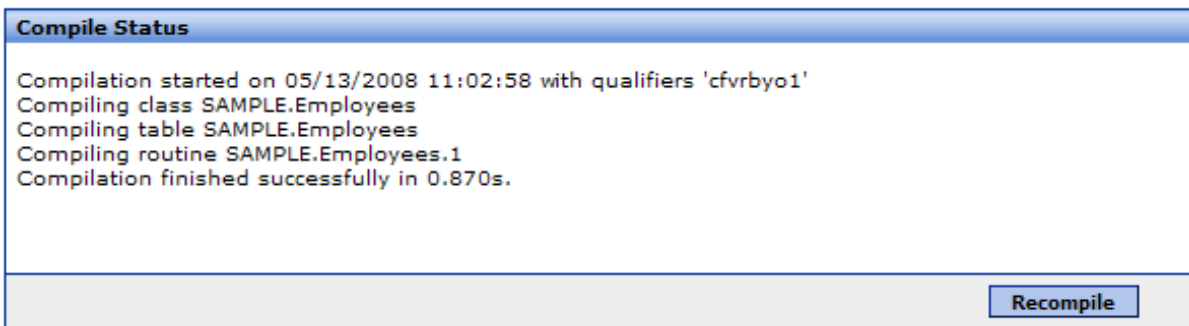 Compile Status
Compilation started on 05/13/2008 11:02:58 with qualifiers 'cfvrbyo1'
Compiling class SAMPLE.Employees
Compiling table SAMPLE.Employees
Compiling routine SAMPLE.Employees.1
Compilation finished successfully in 0.870s.
Recompile